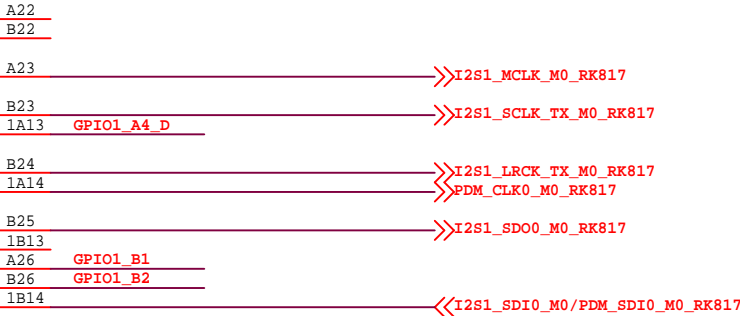 A22
B22
A23 I2S1_MCLK_M0_RK817
B23 I2S1_SCLK_TX_M0_RK817
1A13 GPIO1_A4_D
B24 I2S1_LRCK_TX_M0_RK817
1A14 PDM_CLK0_M0_RK817
B25 I2S1_SDO0_M0_RK817
1B13
A26 GPIO1_B1
B26 GPIO1_B2
1B14 I2S1_SDI0_M0/PDM_SDI0_M0_RK817